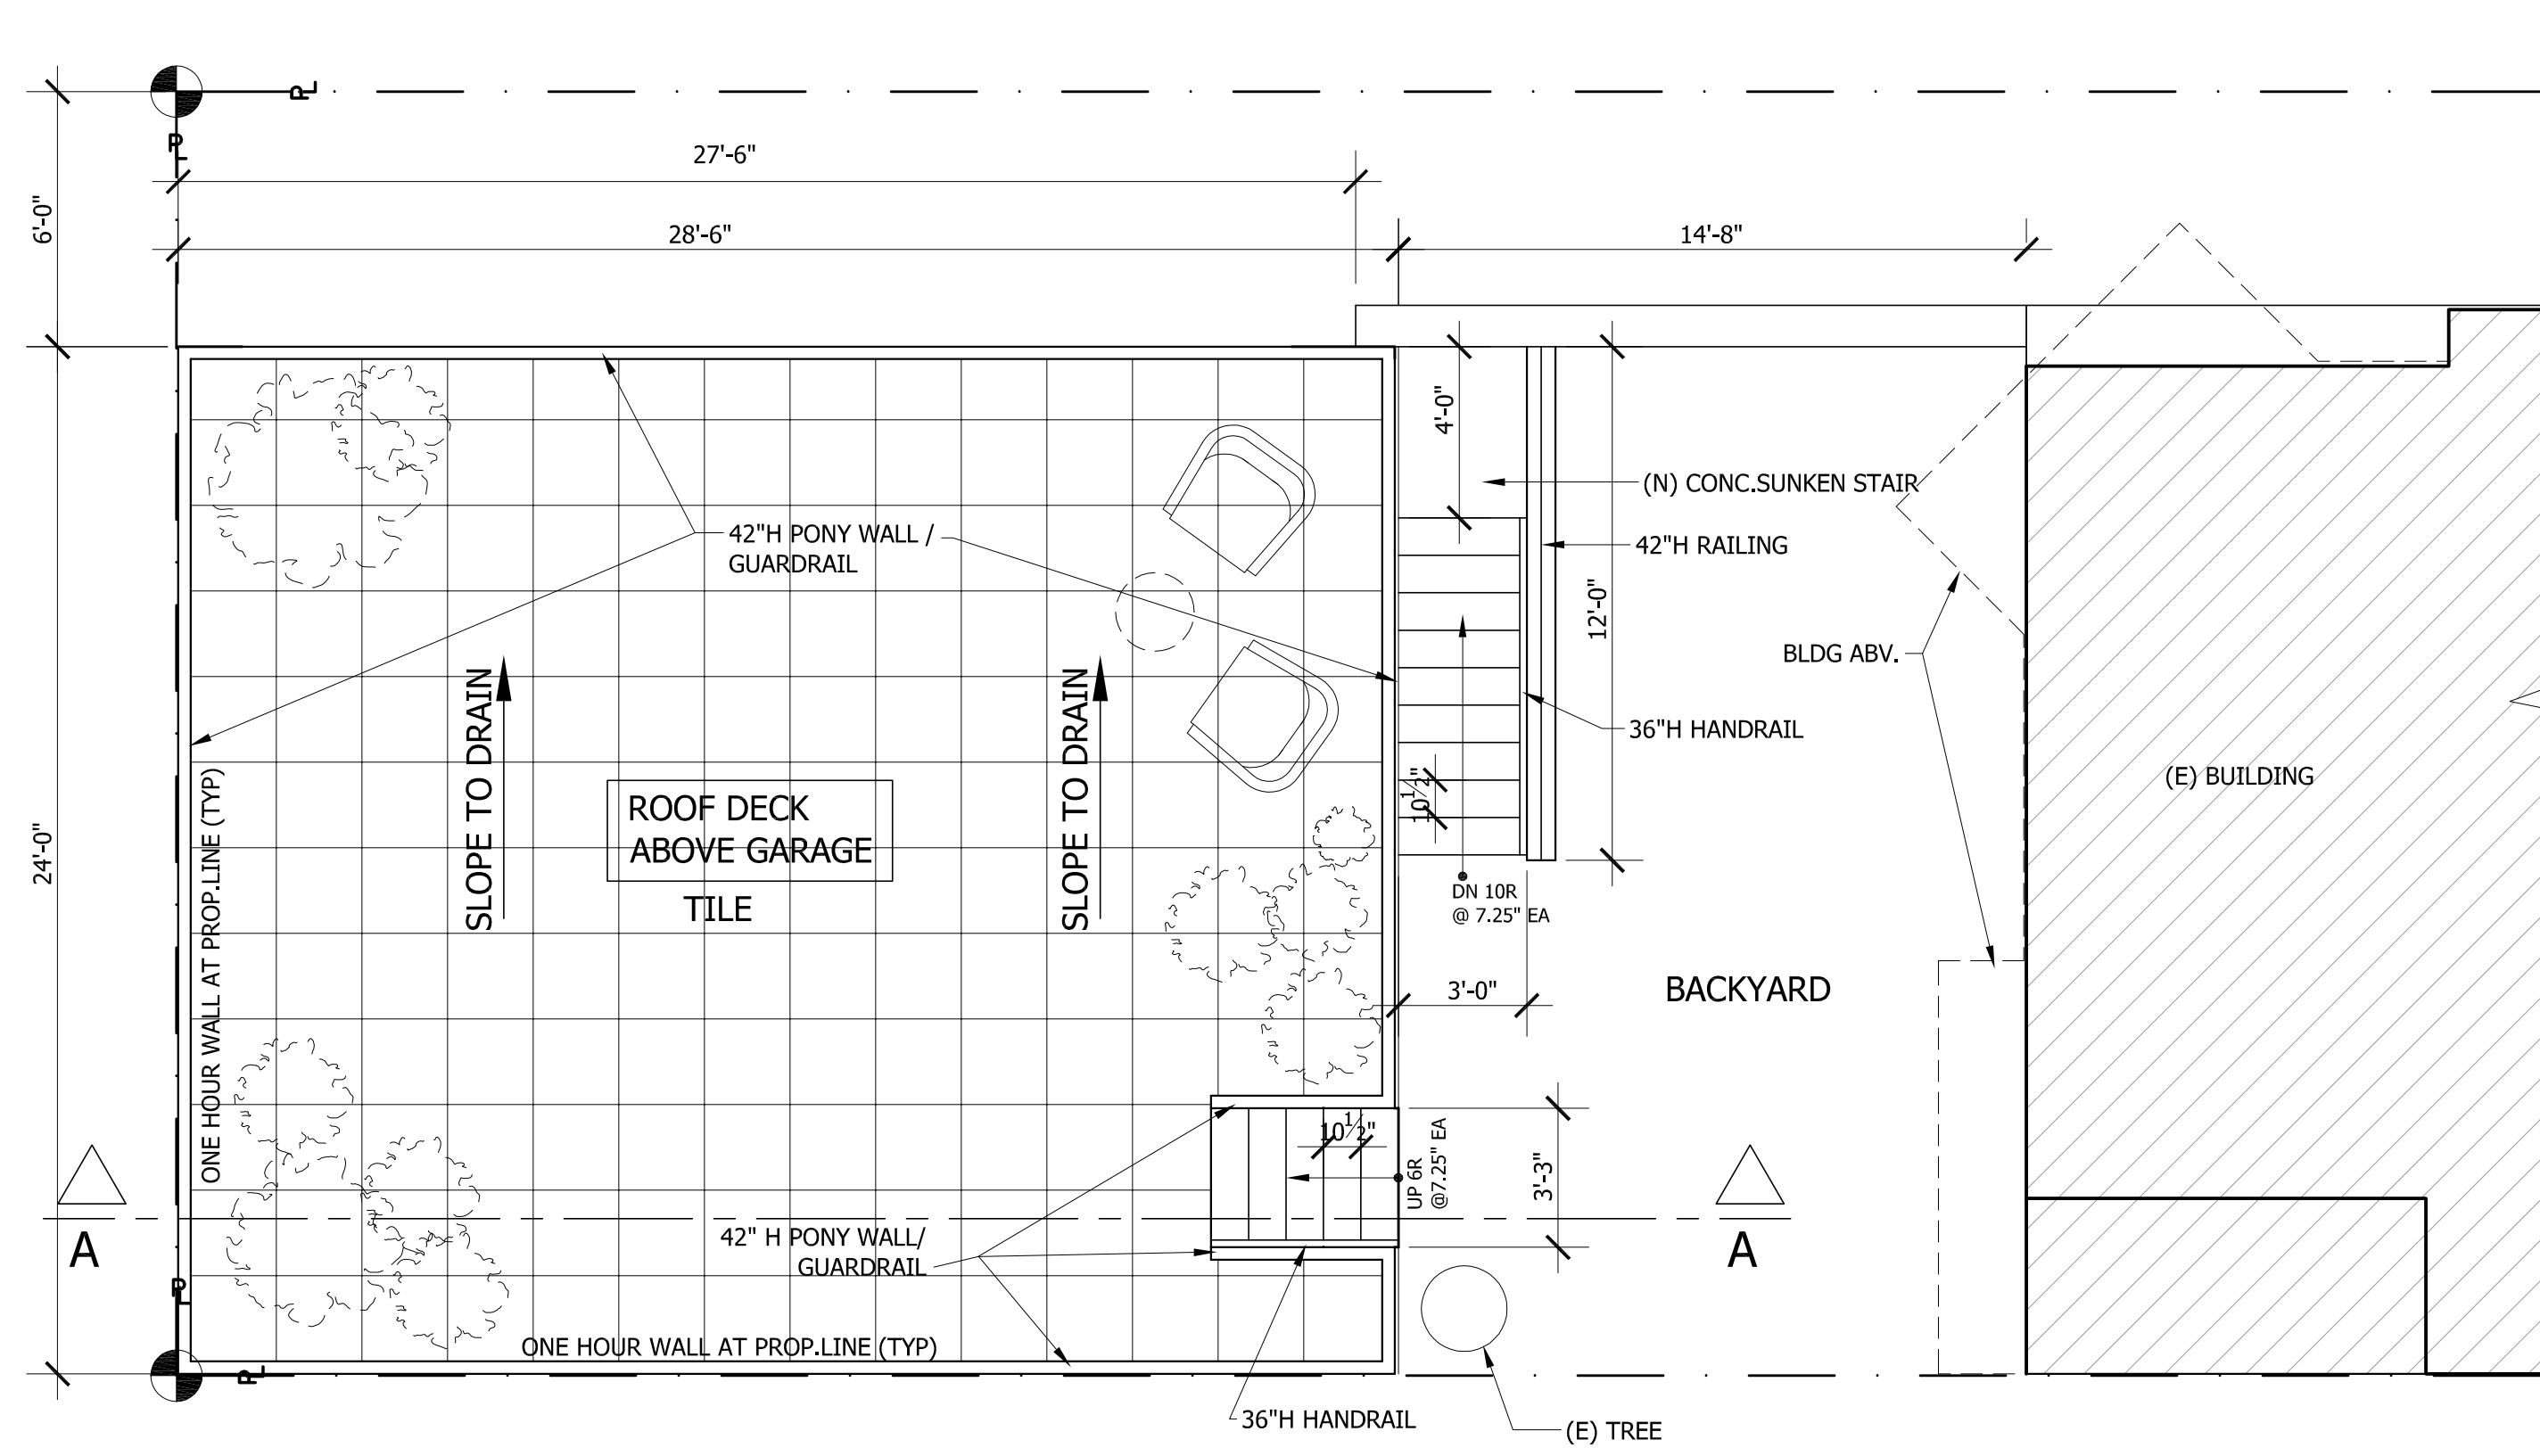 PL
PL
27'-6"
6'-0"
28'-6"
14'-8"
4'-0"
(N) CONC.SUNKEN STAIR
42"H PONY WALL /
GUARDRAIL
42"H RAILING
12'-0"
BLDG ABV.
SLOPE TO DRAIN
SLOPE TO DRAIN
36"H HANDRAIL
(E) BUILDING
10 1/2"
ROOF DECK
ABOVE GARAGE
TILE
24'-0"
ONE HOUR WALL AT PROP.LINE (TYP)
DN 10R
@ 7.25" EA
3'-0"
BACKYARD
10 1/2"
UP 6R
@7.25" EA
3'-3"
A
A
42" H PONY WALL/
GUARDRAIL
PL
ONE HOUR WALL AT PROP.LINE (TYP)
PL
36"H HANDRAIL
(E) TREE